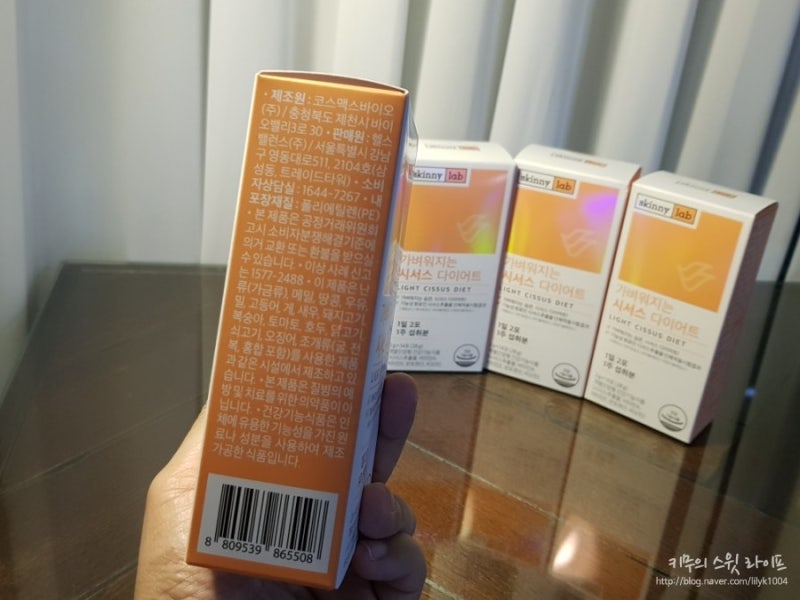 • 제조원 : 코스맥스바이오
(주) / 충청북도 제천시 바이
오밸리3로 30 • 판매원 : 헬스
밸런스(주) / 서울특별시 강남
구 영동대로511, 2104호(삼
성동, 트레이드타워) • 소비
자상담실 : 1644-7267 • 내
포장재질 : 폴리에틸렌(PE)
• 본 제품은 공정거래위원회
고시 소비자분쟁해결기준에
의거 교환 또는 환불을 받으실
수 있습니다. • 이상 사례 신고
는 1577-2488 • 이 제품은 난
류(가금류), 메밀, 땅콩, 우유,
밀, 고등어, 게, 새우, 돼지고기,
복숭아, 토마토, 호두, 닭고기,
쇠고기, 오징어, 조개류(굴, 전
복, 홍합 포함)를 사용한 제품
과 같은 시설에서 제조하고 있
습니다. • 본 제품은 질병의 예
방 및 치료를 위한 의약품이 아
닙니다. • 건강기능식품은 인
체에 유용한 기능성을 가진 원
료나 성분을 사용하여 제조
가공한 식품입니다.
8 809539 865508
skinny lab
가벼워지는
시서스 다이어트
LIGHT CISSUS DIET
1일 2포
1주 섭취분
skinny lab
가벼워지는
시서스 다이어트
LIGHT CISSUS DIET
1일 2포
1주 섭취분
skinny lab
가벼워지는
시서스 다이어트
LIGHT CISSUS DIET
1일 2포
1주 섭취분
키무의 스윗 라이프
http://blog.naver.com/lilyk1004